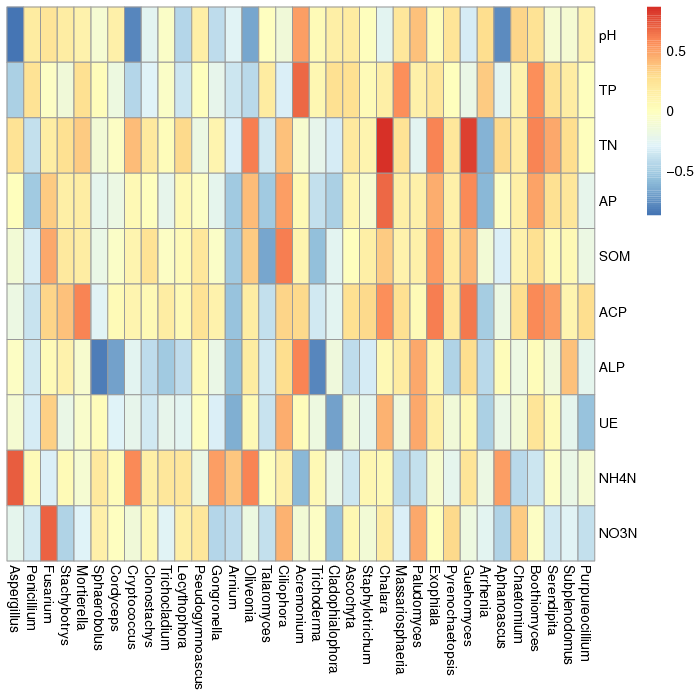 pH
TP
TN
AP
SOM
ACP
ALP
UE
NH4N
NO3N
0.5
0
−0.5
Aspergillus
Penicillium
Fusarium
Stachybotrys
Mortierella
Sphaerobolus
Cordyceps
Cryptococcus
Clonostachys
Trichocladium
Lecythophora
Pseudogymnoascus
Gongronella
Arnium
Oliveonia
Talaromyces
Ciliophora
Acremonium
Trichoderma
Cladophialophora
Ascochyta
Staphylotrichum
Chalara
Massariosphaeria
Paludomyces
Exophiala
Pyrenochaetopsis
Guehomyces
Arrhenia
Aphanoascus
Chaetomium
Boothiomyces
Serendipita
Subplenodomus
Purpureocillium